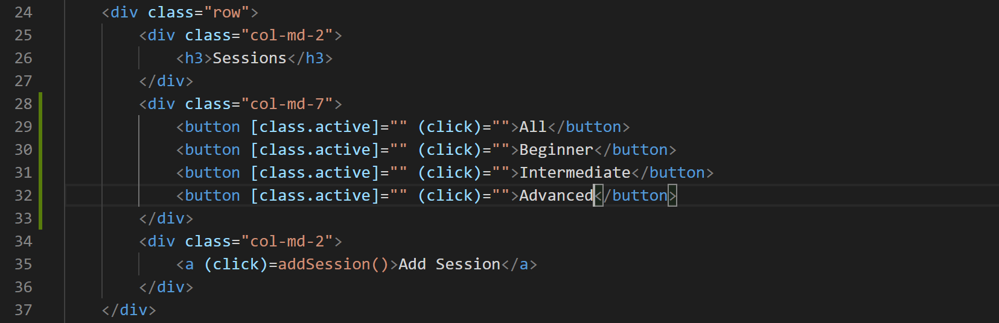 24 <div class="row">
25 <div class="col-md-2">
26 <h3>Sessions</h3>
27 </div>
28 <div class="col-md-7">
29 <button [class.active]="" (click)="">All</button>
30 <button [class.active]="" (click)="">Beginner</button>
31 <button [class.active]="" (click)="">Intermediate</button>
32 <button [class.active]="" (click)="">Advanced</button>
33 </div>
34 <div class="col-md-2">
35 <a (click)=addSession()>Add Session</a>
36 </div>
37 </div>